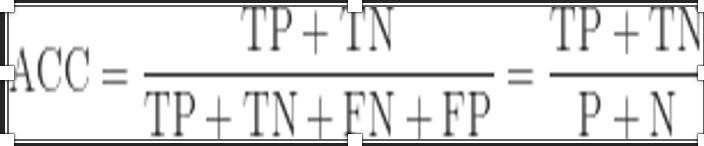 ACC = TP + TN / TP + TN + FN + FP = TP + TN / P + N